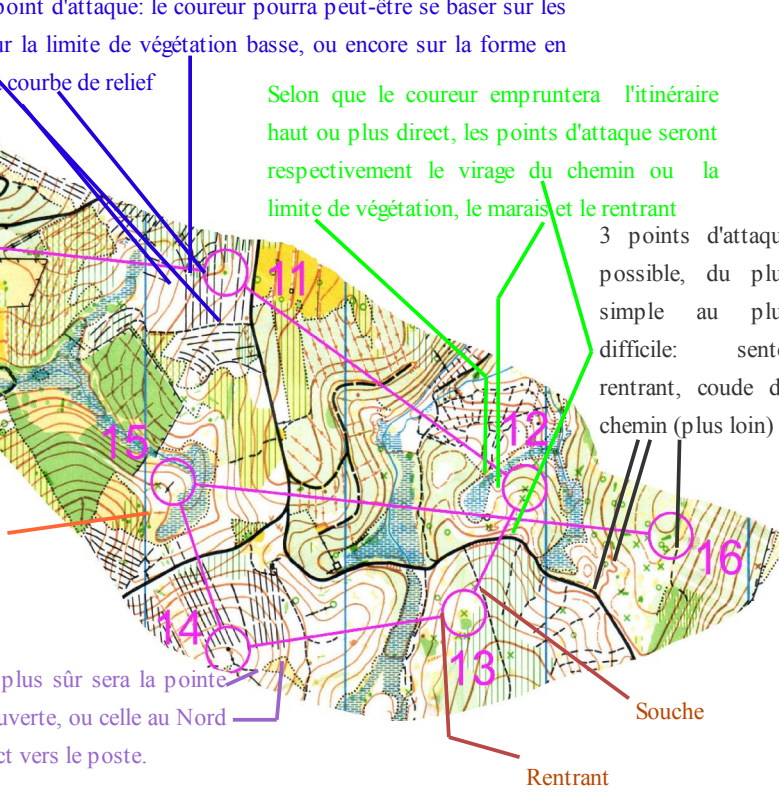 point d'attaque: le coureur pourra peut-être se baser sur les
la limite de végétation basse, ou encore sur la forme en
courbe de relief
Selon que le coureur empruntera l'itinéraire
haut ou plus direct, les points d'attaque seront
respectivement le virage du chemin ou la
limite de végétation, le marais et le rentrant
3 points d'attaqu
possible, du plu
simple au plu
difficile: sent
rentrant, coude d
chemin (plus loin)
11
12
15
16
14
13
plus sûr sera la pointe
uverte, ou celle au Nord
ct vers le poste.
Souche
Rentrant